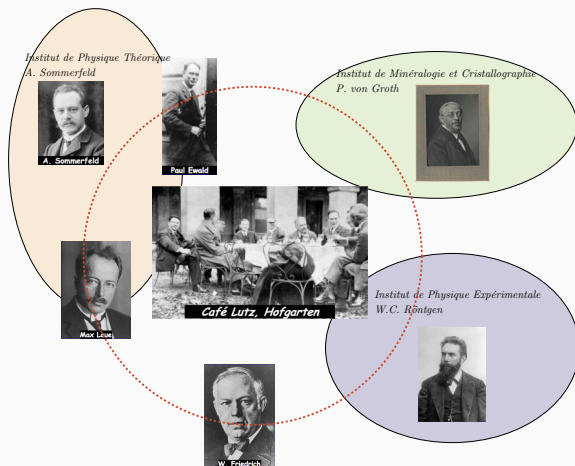 Institut de Physique Théorique
A. Sommerfeld
A. Sommerfeld
Paul Ewald
Institut de Minéralogie et Cristallographie
P. von Groth
Café Lutz, Hofgarten
Max Laue
Institut de Physique Expérimentale
W.C. Röntgen
W. Friedrich